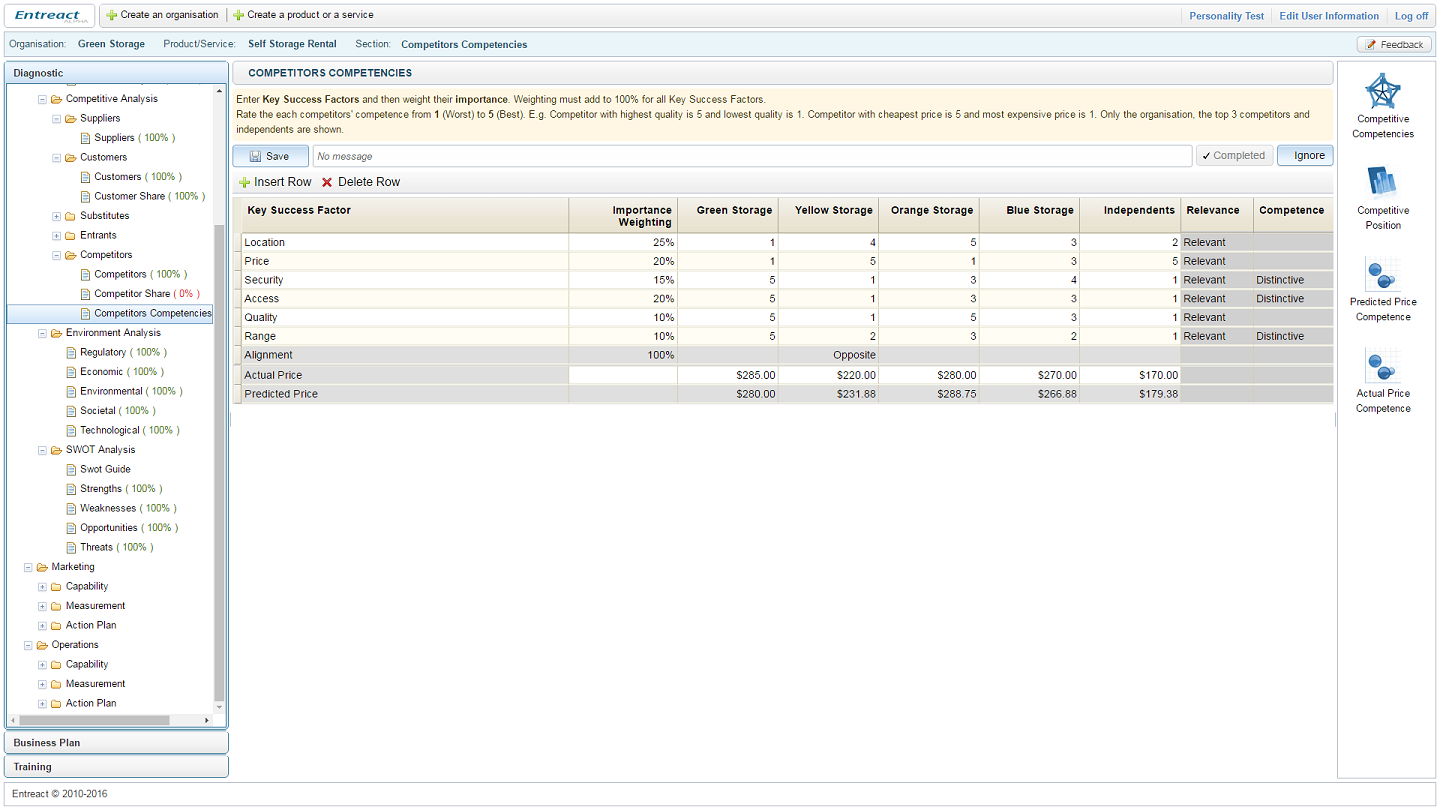 Entreact ALPHA Create an organisation Create a product or a service Personality Test Edit User Information Log off
Organisation: Green Storage Product/Service: Self Storage Rental Section: Competitors Competencies Feedback
Diagnostic
Competitive Analysis
Suppliers
Suppliers ( 100% )
Customers
Customers ( 100% )
Customer Share ( 100% )
Substitutes
Entrants
Competitors
Competitors ( 100% )
Competitor Share ( 0% )
Competitors Competencies
Environment Analysis
Regulatory ( 100% )
Economic ( 100% )
Environmental ( 100% )
Societal ( 100% )
Technological ( 100% )
SWOT Analysis
Swot Guide
Strengths ( 100% )
Weaknesses ( 100% )
Opportunities ( 100% )
Threats ( 100% )
Marketing
Capability
Measurement
Action Plan
Operations
Capability
Measurement
Action Plan
Business Plan
Training
COMPETITORS COMPETENCIES
Enter Key Success Factors and then weight their importance. Weighting must add to 100% for all Key Success Factors.
Rate the each competitors' competence from 1 (Worst) to 5 (Best). E.g. Competitor with highest quality is 5 and lowest quality is 1. Competitor with cheapest price is 5 and most expensive price is 1. Only the organisation, the top 3 competitors and
independents are shown.
Save No message ✓ Completed Ignore
Insert Row Delete Row
Key Success Factor Importance Green Storage Yellow Storage Orange Storage Blue Storage Independents Relevance Competence
Weighting
Location 25% 1 4 5 3 2 Relevant
Price 20% 1 5 1 3 5 Relevant
Security 15% 5 1 3 4 1 Relevant Distinctive
Access 20% 5 1 3 3 1 Relevant Distinctive
Quality 10% 5 1 5 3 1 Relevant
Range 10% 5 2 3 2 1 Relevant Distinctive
Alignment 100% Opposite
Actual Price $285.00 $220.00 $280.00 $270.00 $170.00
Predicted Price $280.00 $231.88 $288.75 $266.88 $179.38
Competitive
Competencies
Competitive
Position
Predicted Price
Competence
Actual Price
Competence
Entreact © 2010-2016